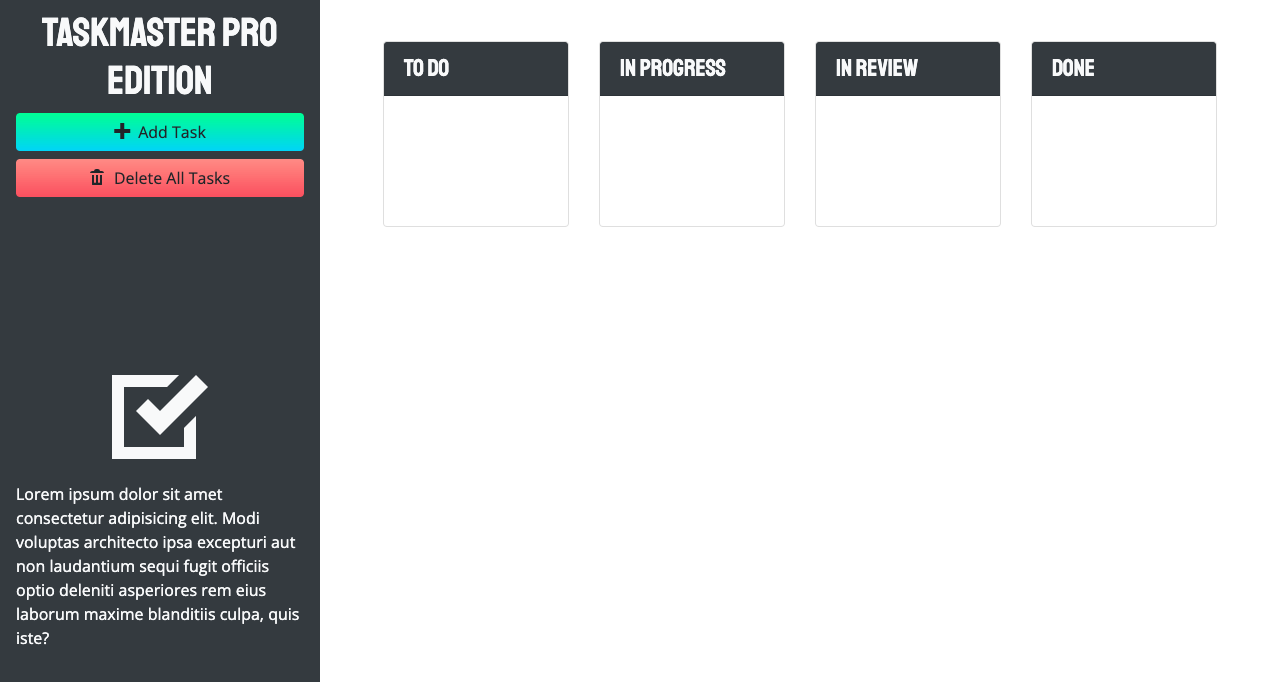 TASKMASTER PRO
EDITION
Add Task
Delete All Tasks
Lorem ipsum dolor sit amet
consectetur adipisicing elit. Modi
voluptas architecto ipsa excepturi aut
non laudantium sequi fugit officiis
optio deleniti asperiores rem eius
laborum maxime blanditiis culpa, quis
iste?
TO DO
IN PROGRESS
IN REVIEW
DONE